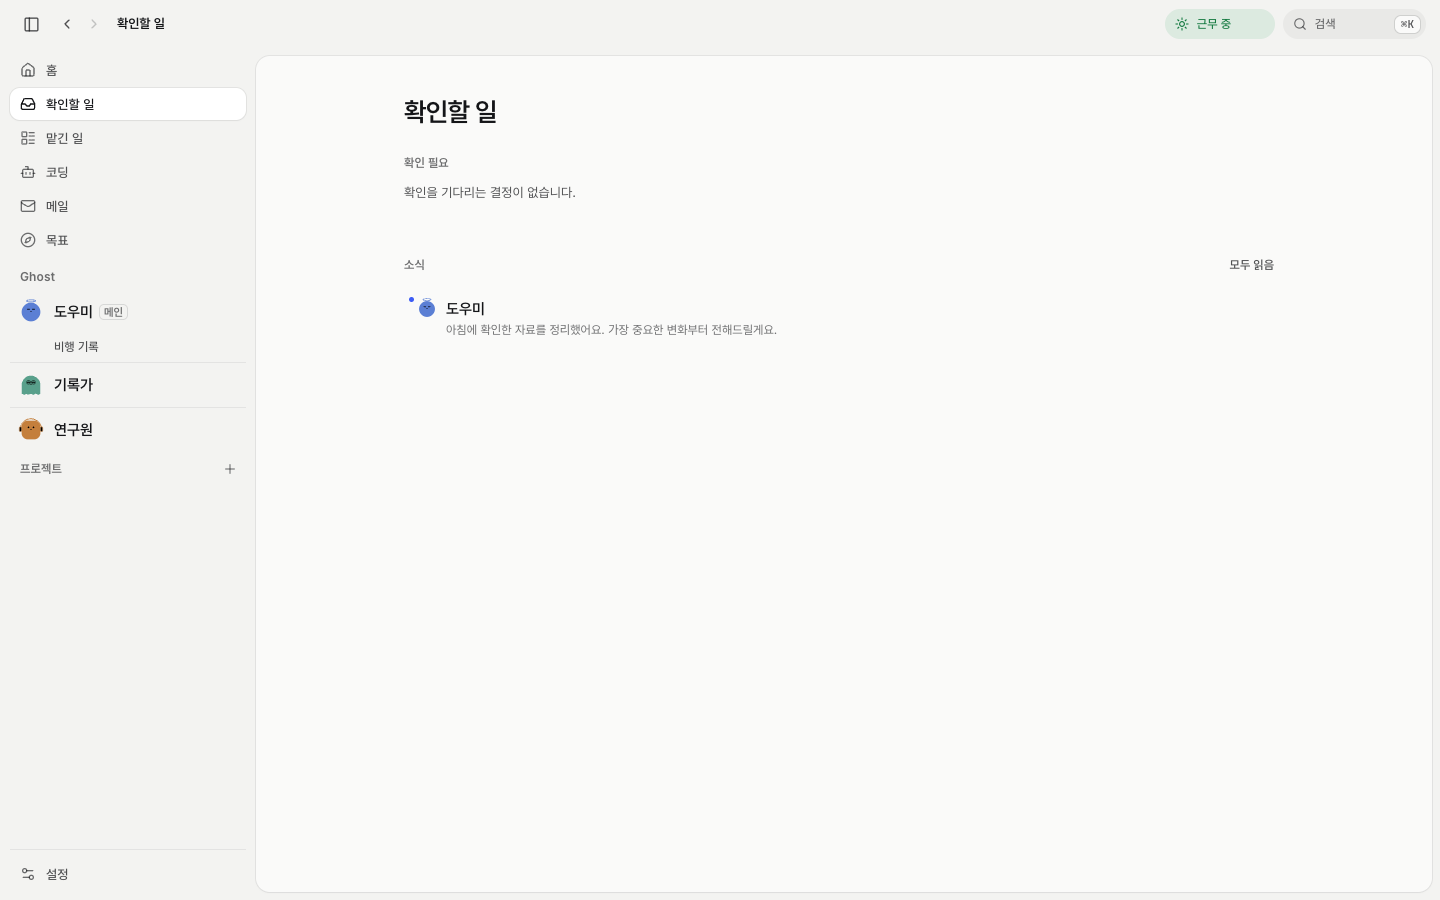 확인할 일
근무 중
검색
⌘K
홈
확인할 일
맡긴 일
코딩
메일
목표
Ghost
도우미 메인
비행 기록
기록가
연구원
프로젝트
설정
확인할 일
확인 필요
확인을 기다리는 결정이 없습니다.
소식
모두 읽음
도우미
아침에 확인한 자료를 정리했어요. 가장 중요한 변화부터 전해드릴게요.